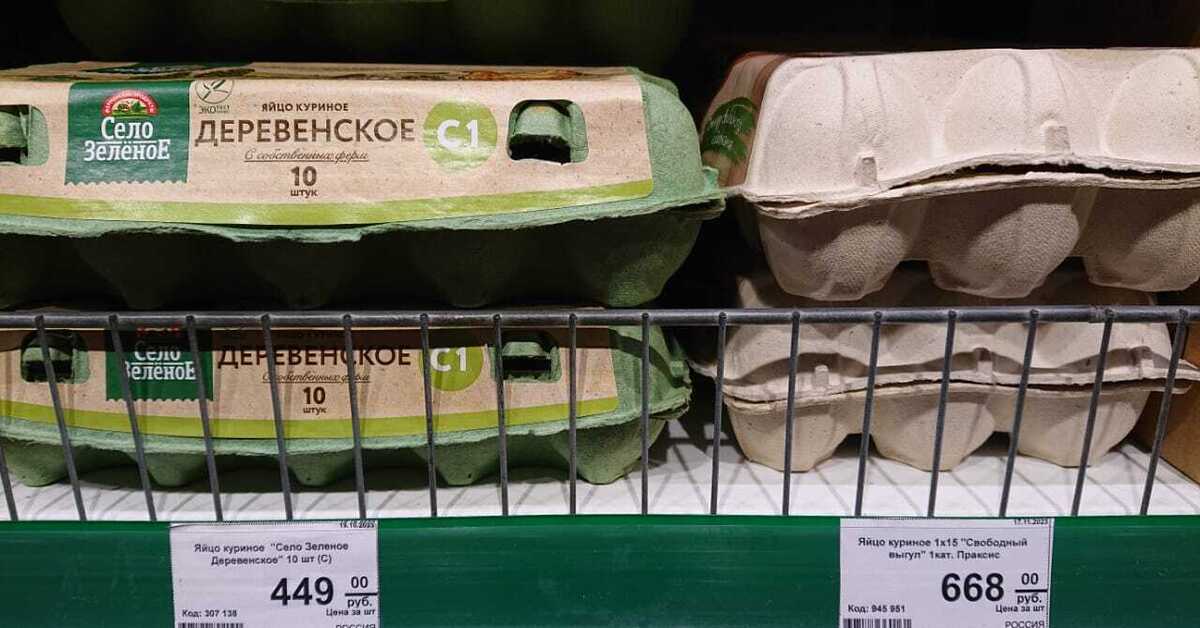 Село
Зелёное
ЭКО
ЯЙЦО КУРИНОЕ
ДЕРЕВЕНСКОЕ
С собственных ферм
10
штук
С1
Село
Зелёное
ДЕРЕВЕНСКОЕ
С собственных ферм
10
штук
С1
Яйцо куриное "Село Зеленое
Деревенское" 10 шт (С)
449 00
руб.
Цена за шт
Код: 307 138
РОССИЯ
17.11.2023
Яйцо куриное 1х15 "Свободный
выгул" 1кат. Праксис
668 00
руб.
Цена за шт
Код: 945 951
РОССИЯ